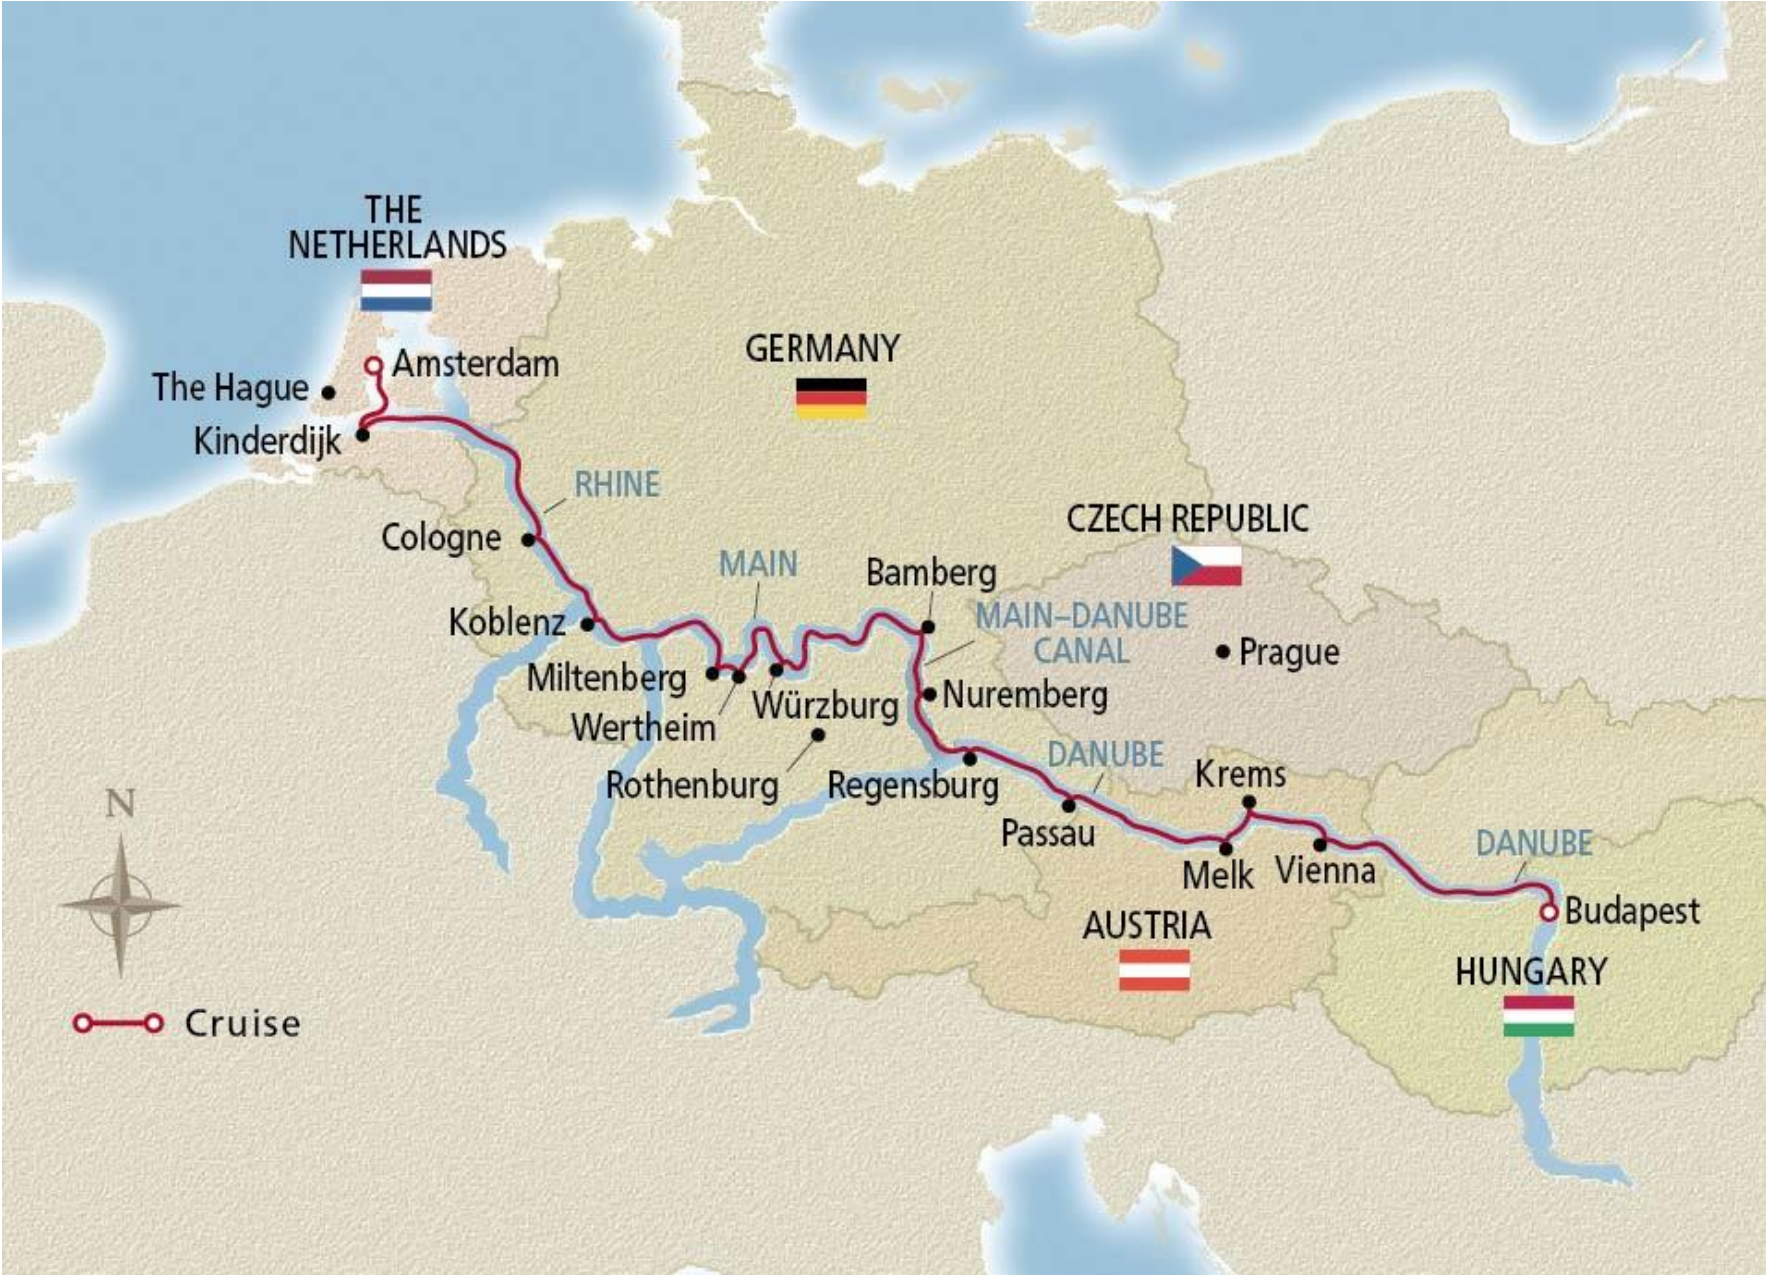 THE
NETHERLANDS
Amsterdam
The Hague
Kinderdijk
GERMANY
RHINE
Cologne
CZECH REPUBLIC
MAIN
Bamberg
Koblenz
MAIN–DANUBE
CANAL
Prague
Miltenberg
Nuremberg
Würzburg
Wertheim
DANUBE
Rothenburg
Regensburg
Krems
Passau
Melk
Vienna
DANUBE
Budapest
AUSTRIA
HUNGARY
N
Cruise